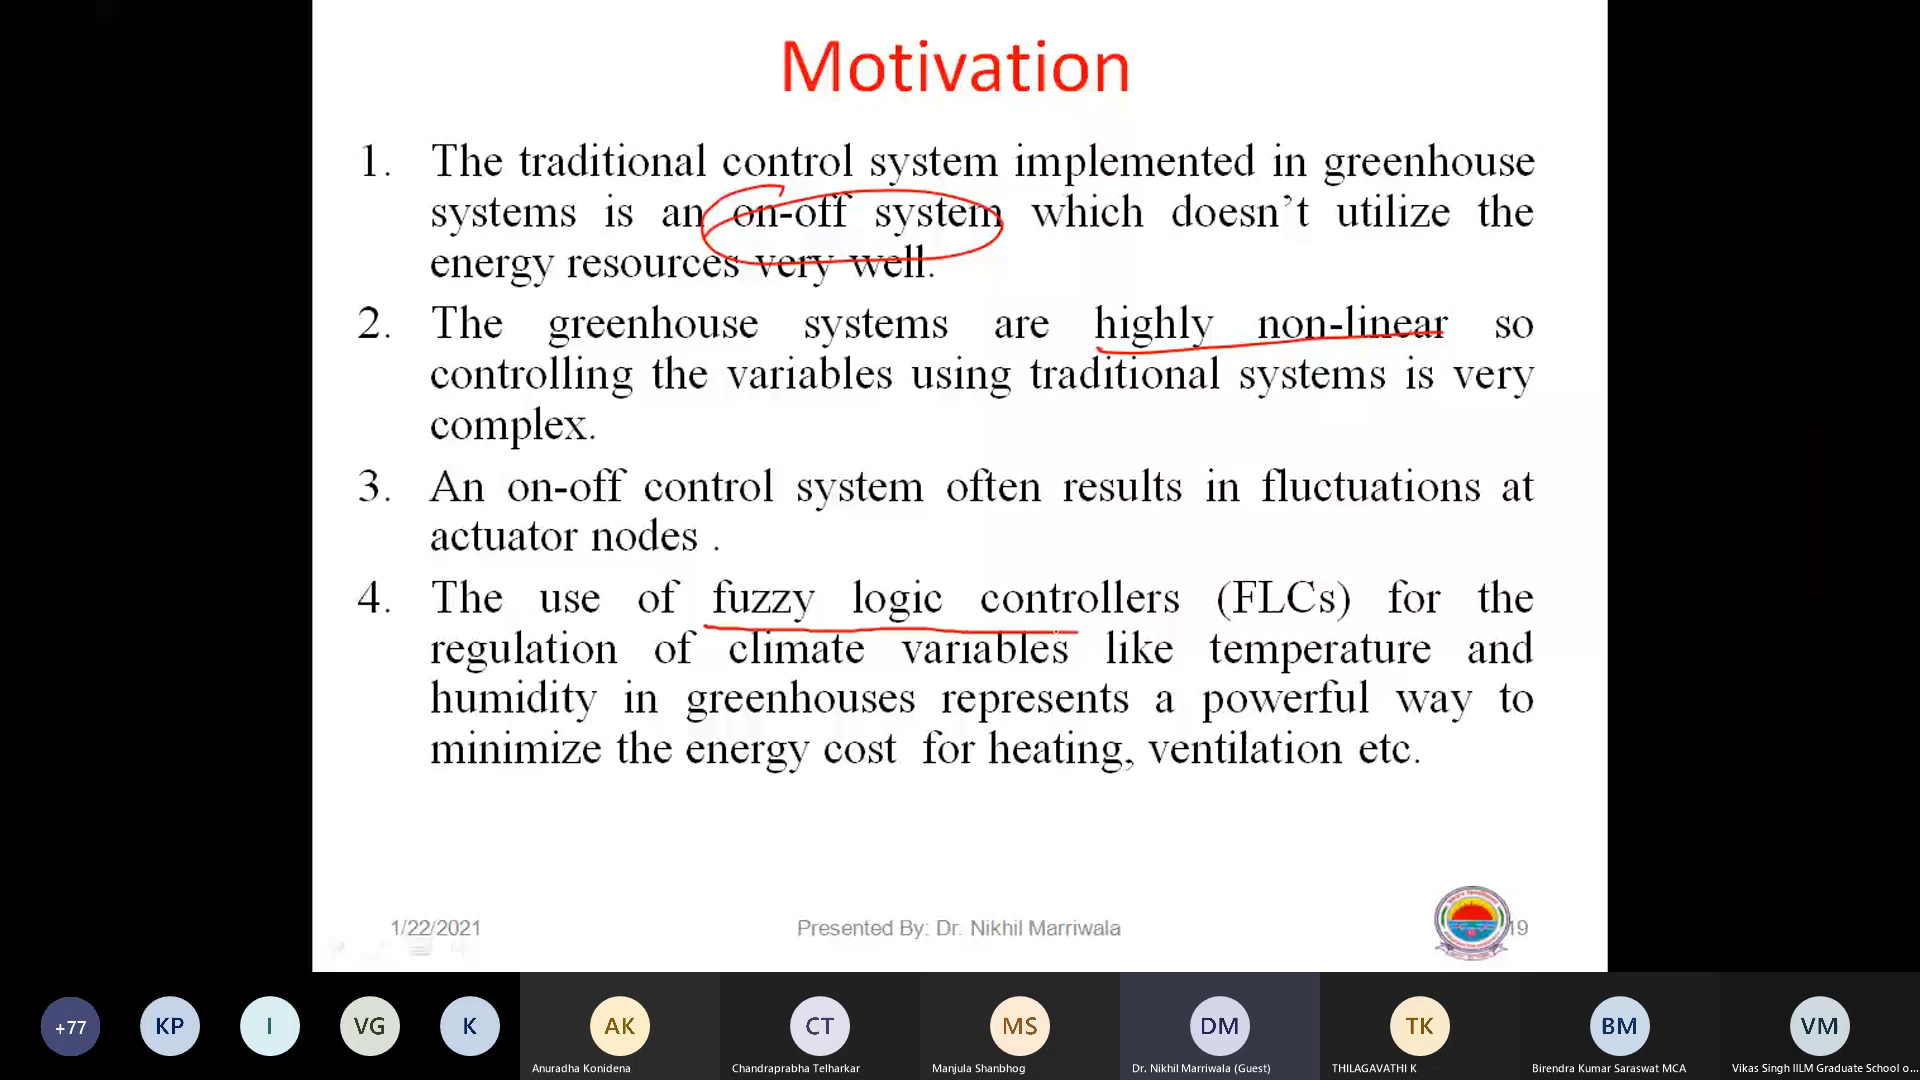 Motivation
1. The traditional control system implemented in greenhouse
systems is an on-off system which doesn’t utilize the
energy resources very well.
2. The greenhouse systems are highly non-linear so
controlling the variables using traditional systems is very
complex.
3. An on-off control system often results in fluctuations at
actuator nodes .
4. The use of fuzzy logic controllers (FLCs) for the
regulation of climate variables like temperature and
humidity in greenhouses represents a powerful way to
minimize the energy cost for heating, ventilation etc.
1/22/2021 Presented By: Dr. Nikhil Marriwala 19
+77 KP I VG K AK CT MS DM TK BM VM
Anuradha Konidena Chandraprabha Telharkar Manjula Shanbhog Dr. Nikhil Marriwala (Guest) THILAGAVATHI K Birendra Kumar Saraswat MCA Vikas Singh IILM Graduate School o...